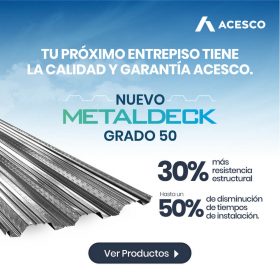 ACESCO
TU PRÓXIMO ENTREPISO TIENE
LA CALIDAD Y GARANTÍA ACESCO.
NUEVO
METALDECK
GRADO 50
30% más
resistencia
estructural
Hasta un
50% de disminución
de tiempos
de instalación.
Ver Productos